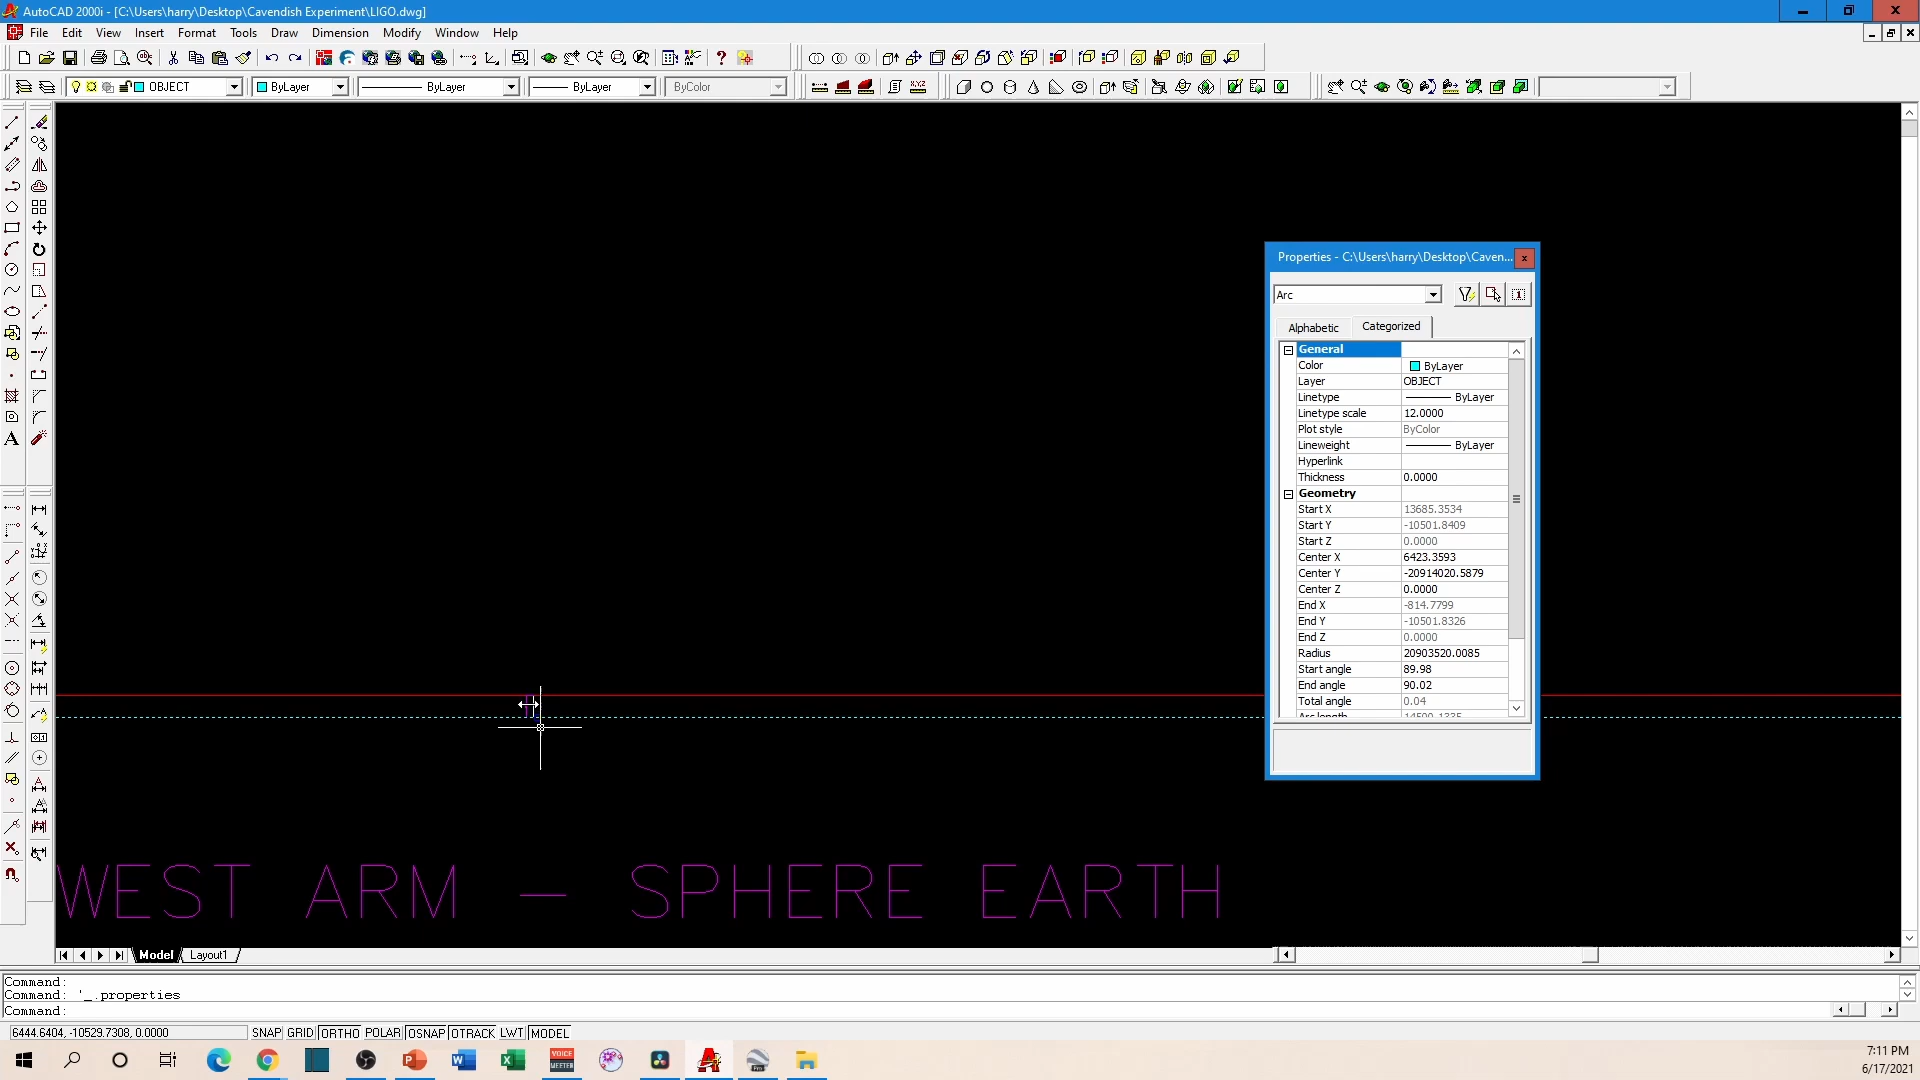 AutoCAD 2000i - [C:\Users\harry\Desktop\Cavendish Experiment\LIGO.dwg]
File Edit View Insert Format Tools Draw Dimension Modify Window Help
OBJECT ByLayer ByLayer ByLayer ByColor
Properties - C:\Users\harry\Desktop\Caven...
Arc
Alphabetic Categorized
General
Color ByLayer
Layer OBJECT
Linetype ByLayer
Linetype scale 12.0000
Plot style ByColor
Lineweight ByLayer
Hyperlink
Thickness 0.0000
Geometry
Start X 13685.3534
Start Y -10501.8409
Start Z 0.0000
Center X 6423.3593
Center Y -20914020.5879
Center Z 0.0000
End X -814.7799
End Y -10501.8326
End Z 0.0000
Radius 20903520.0085
Start angle 89.98
End angle 90.02
Total angle 0.04
WEST ARM - SPHERE EARTH
Model Layout1
Command:
Command: '_.properties
Command:
6444.6404, -10529.7308, 0.0000 SNAP GRID ORTHO POLAR OSNAP OTRACK LWT MODEL
VOICE
MEETER
7:11 PM
6/17/2021